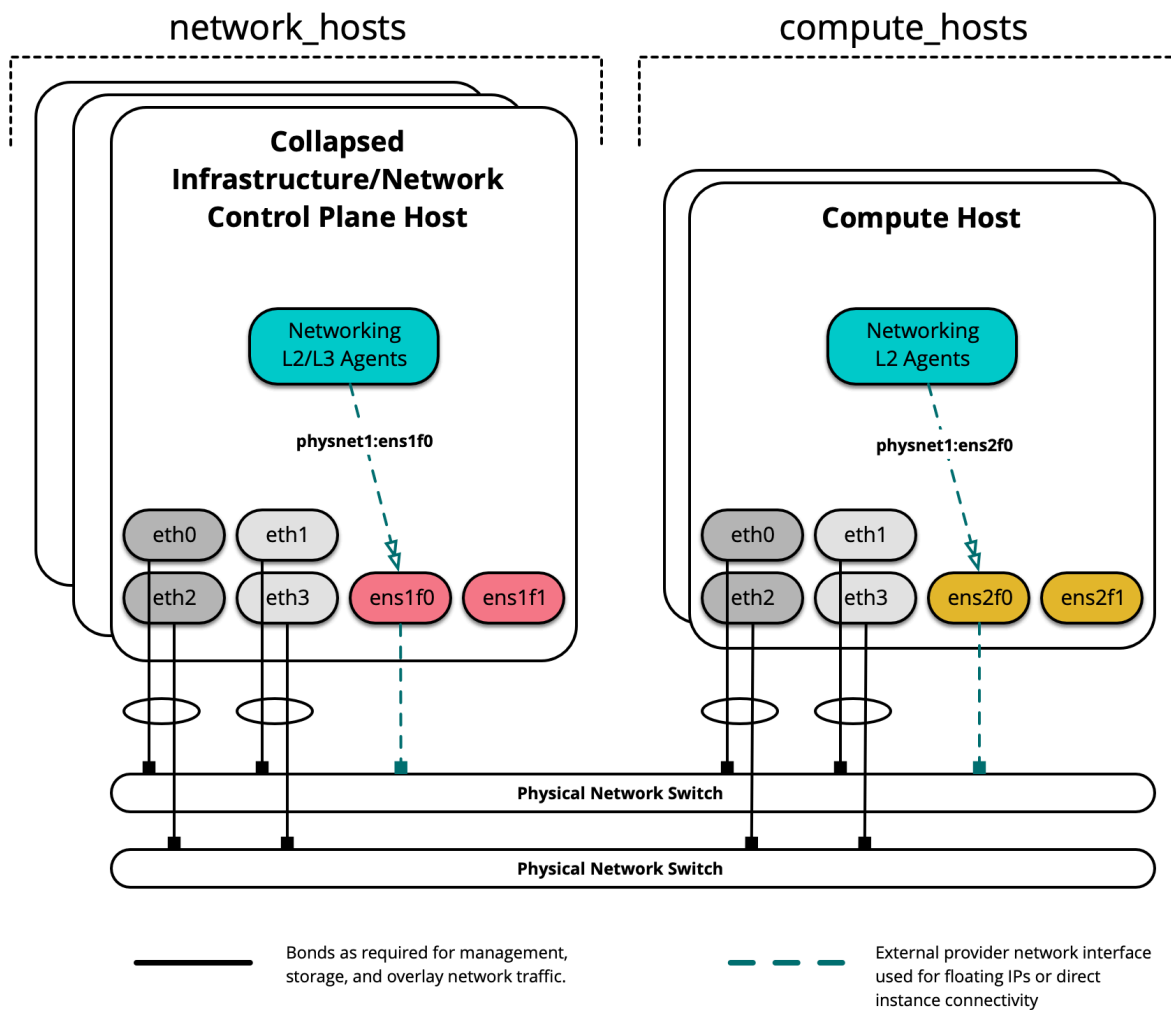 network_hosts
compute_hosts
Collapsed
Infrastructure/Network
Control Plane Host
Compute Host
Networking
L2/L3 Agents
Networking
L2 Agents
physnet1:ens1f0
physnet1:ens2f0
eth0
eth1
eth2
eth3
ens1f0
ens1f1
eth0
eth1
eth2
eth3
ens2f0
ens2f1
Physical Network Switch
Physical Network Switch
Bonds as required for management,
storage, and overlay network traffic.
External provider network interface
used for floating IPs or direct
instance connectivity